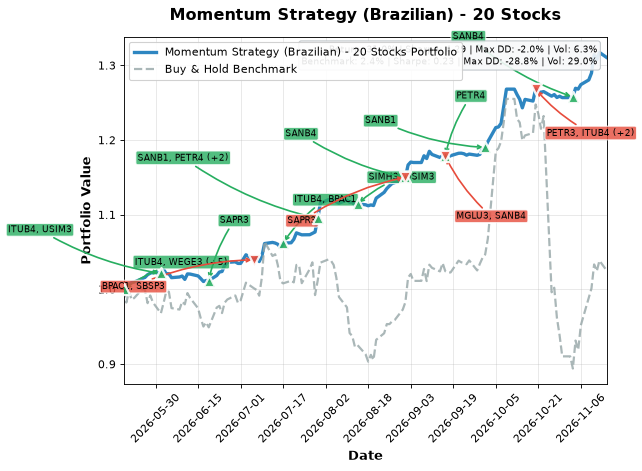 Momentum Strategy (Brazilian) - 20 Stocks
SANB4
Momentum Strategy (Brazilian) - 20 Stocks Portfolio
9 | Max DD: -2.0% | Vol: 6.3%
Buy & Hold Benchmark
Benchmark: 2.4% | Sharpe: 0.23 | Max DD: -28.8% | Vol: 29.0%
1.3
1.2
1.1
1.0
0.9
Portfolio Value
PETR4
SANB1
SANB4
PETR3, ITUB4 (+2)
SANB1, PETR4 (+2)
SIMH3
SIM3
ITUB4, BPAC1
MGLU3, SANB4
SAPR3
SAPR3
ITUB4, USIM3
ITUB4, WEGE3 (+5)
BPAC1, SBSP3
2026-05-30
2026-06-15
2026-07-01
2026-07-17
2026-08-02
2026-08-18
2026-09-03
2026-09-19
2026-10-05
2026-10-21
2026-11-06
Date